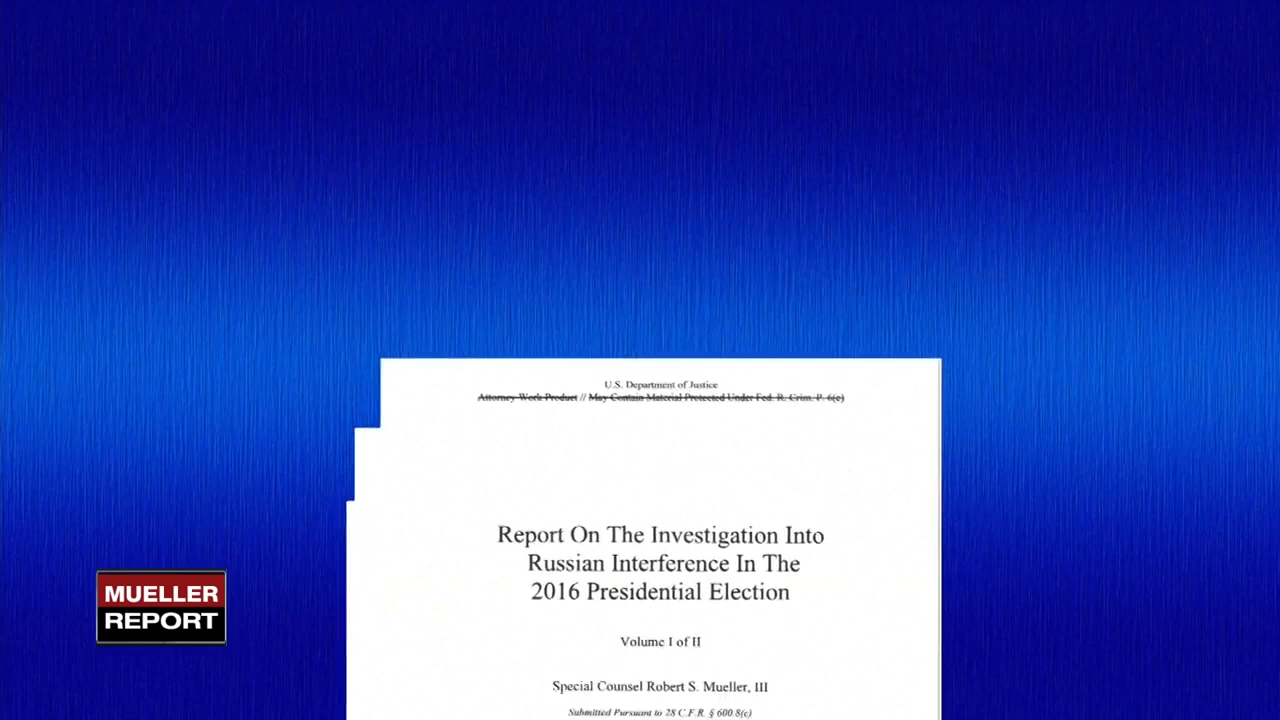 U.S. Department of Justice
Attorney Work Product // May Contain Material Protected Under Fed. R. Crim. P. 6(e)
Report On The Investigation Into
Russian Interference In The
2016 Presidential Election
Volume I of II
Special Counsel Robert S. Mueller, III
Submitted Pursuant to 28 C.F.R. § 600.8(c)
MUELLER
REPORT